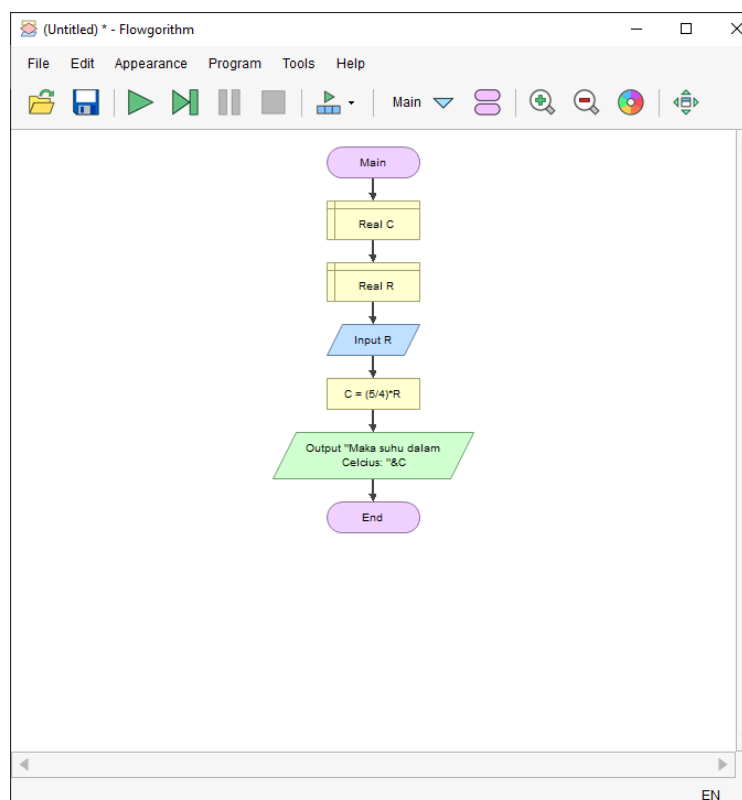 (Untitled) * - Flowgorithm
File Edit Appearance Program Tools Help
Main
Main
Real C
Real R
Input R
C = (5/4)*R
Output "Maka suhu dalam
Celcius: "&C
End
EN